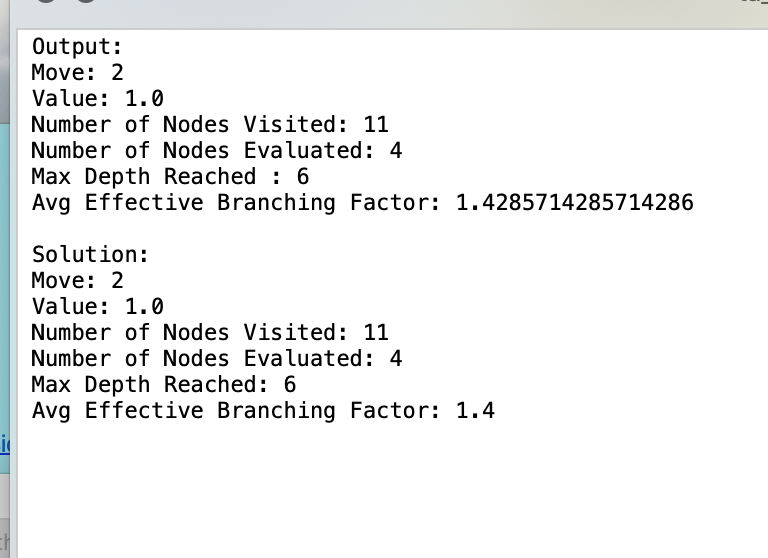 Output:
Move: 2
Value: 1.0
Number of Nodes Visited: 11
Number of Nodes Evaluated: 4
Max Depth Reached : 6
Avg Effective Branching Factor: 1.4285714285714286

Solution:
Move: 2
Value: 1.0
Number of Nodes Visited: 11
Number of Nodes Evaluated: 4
Max Depth Reached: 6
Avg Effective Branching Factor: 1.4